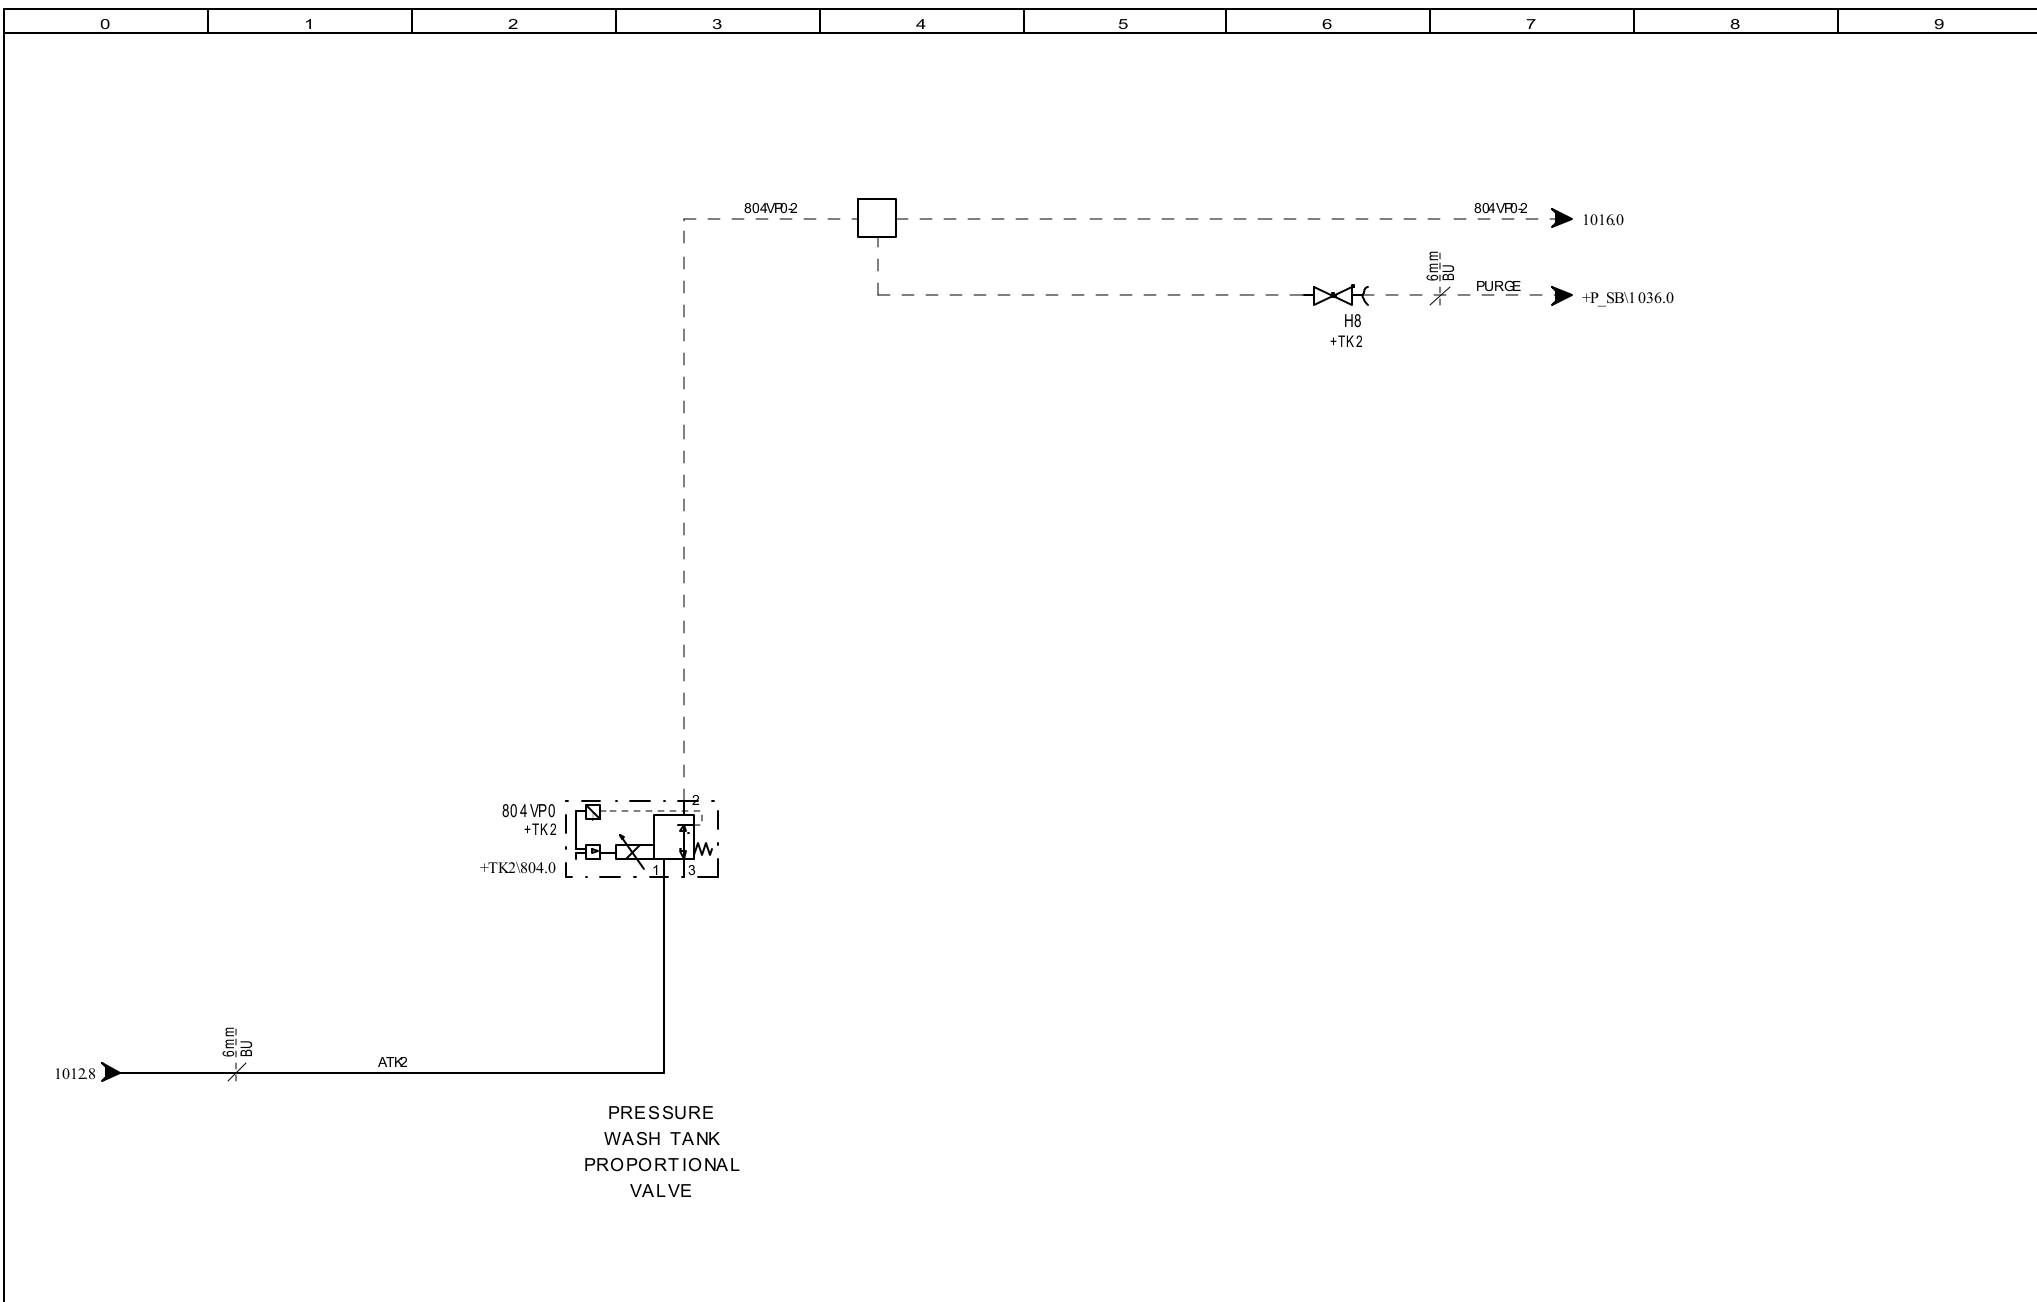 0 1 2 3 4 5 6 7 8 9
804VP0-2
804VP0-2
1016.0
6mm
BU
PURGE
+P_SB\1036.0
H8
+TK2
804VP0
+TK2
+TK2\804.0
2
1
3
6mm
BU
ATK2
1012.8
PRESSURE
WASH TANK
PROPORTIONAL
VALVE